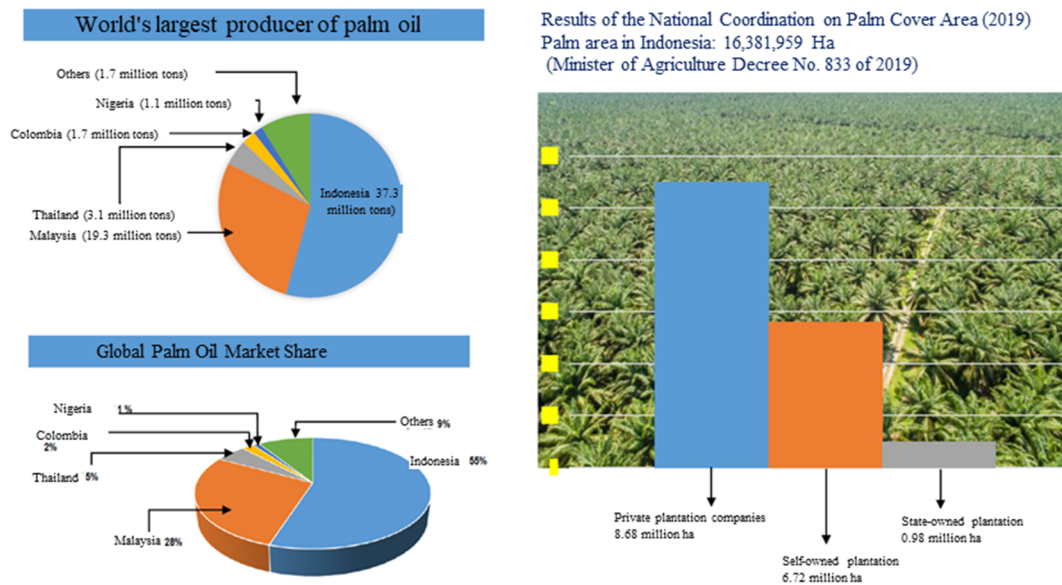 World's largest producer of palm oil
Others (1.7 million tons)
Nigeria (1.1 million tons)
Colombia (1.7 million tons)
Thailand (3.1 million tons)
Malaysia (19.3 million tons)
Indonesia 37.3
million tons)
Global Palm Oil Market Share
Nigeria 1%
Colombia
2%
Thailand 5%
Malaysia 28%
Others 9%
Indonesia 55%
Results of the National Coordination on Palm Cover Area (2019)
Palm area in Indonesia: 16,381,959 Ha
(Minister of Agriculture Decree No. 833 of 2019)
Private plantation companies
8.68 million ha
Self-owned plantation
6.72 million ha
State-owned plantation
0.98 million ha